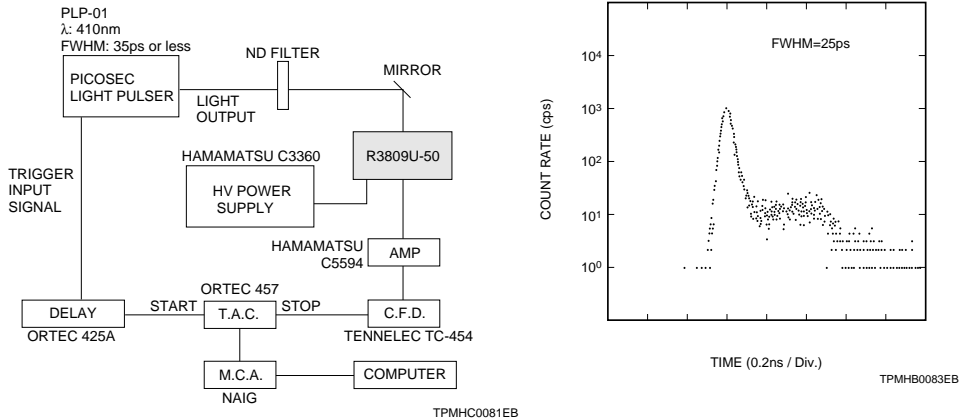 PLP-01
λ: 410nm
FWHM: 35ps or less
PICOSEC
LIGHT PULSER
ND FILTER
MIRROR
LIGHT
OUTPUT
R3809U-50
HAMAMATSU C3360
HV POWER
SUPPLY
TRIGGER
INPUT
SIGNAL
HAMAMATSU
C5594
AMP
ORTEC 457
DELAY
START
T.A.C.
STOP
C.F.D.
ORTEC 425A
TENNELEC TC-454
M.C.A.
COMPUTER
NAIG
TPMHC0081EB
FWHM=25ps
10⁴
10³
10²
10¹
10⁰
COUNT RATE (cps)
TIME (0.2ns / Div.)
TPMHB0083EB